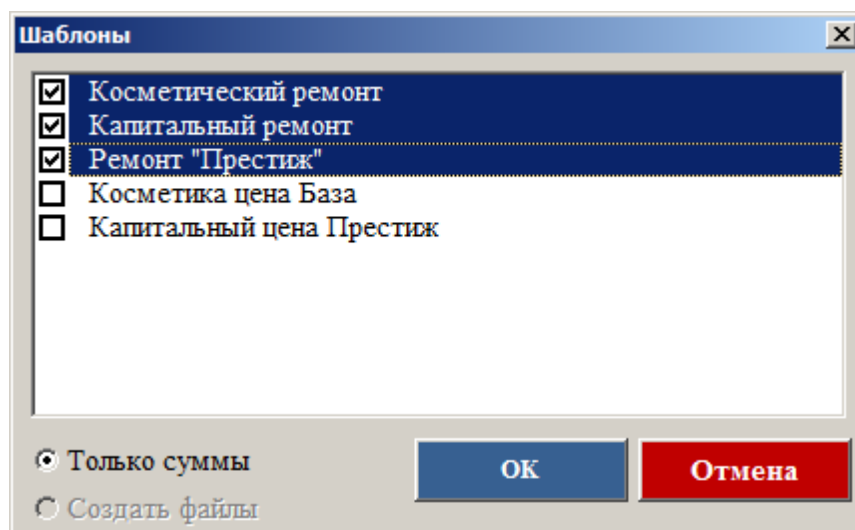 Шаблоны
Косметический ремонт
Капитальный ремонт
Ремонт "Престиж"
Косметика цена База
Капитальный цена Престиж
Только суммы
ОК
Отмена
Создать файлы